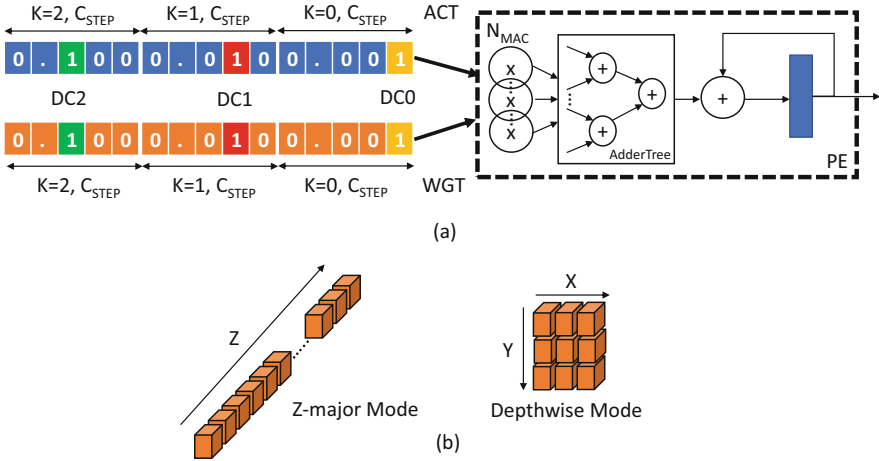 K=2, C_STEP K=1, C_STEP K=0, C_STEP ACT
0 . 1 0 0 0 . 0 1 0 0 . 0 0 1
DC2 DC1 DC0
0 . 1 0 0 0 . 0 1 0 0 . 0 0 1
K=2, C_STEP K=1, C_STEP K=0, C_STEP WGT
N_MAC
x
x
x
+
+
+
AdderTree
+
PE
(a)
Z
Z-major Mode
X
Y
Depthwise Mode
(b)